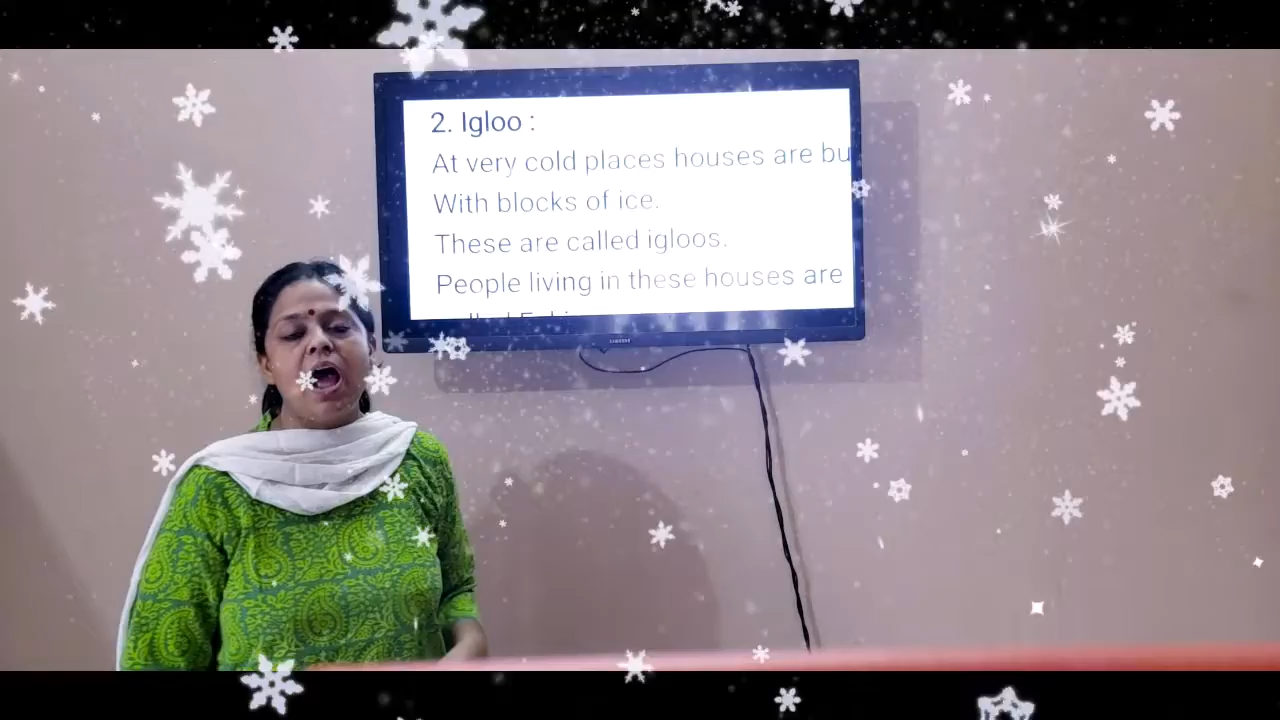 2. Igloo :
At very cold places houses are bu
With blocks of ice.
These are called igloos.
People living in these houses are
SAMSUNG